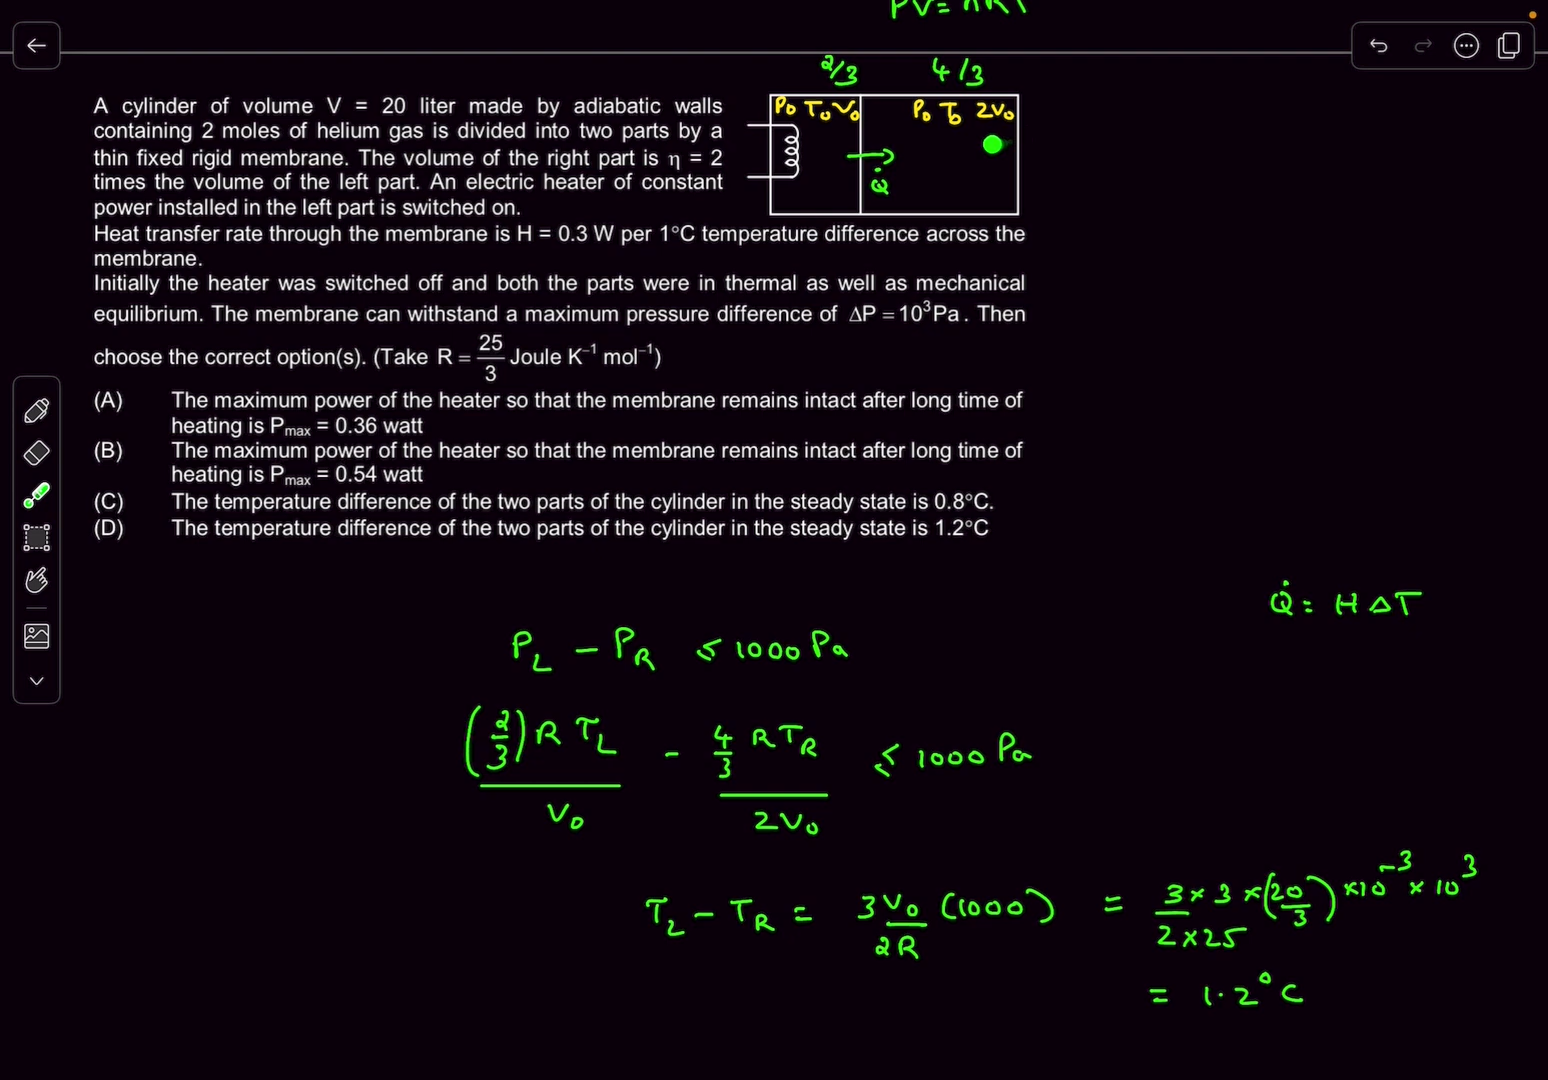 PV = nRT
2/3 4/3
A cylinder of volume V = 20 liter made by adiabatic walls
containing 2 moles of helium gas is divided into two parts by a
thin fixed rigid membrane. The volume of the right part is η = 2
times the volume of the left part. An electric heater of constant
power installed in the left part is switched on.
P₀ T₀ V₀ P₀ T₀ 2V₀
Q̇
Heat transfer rate through the membrane is H = 0.3 W per 1°C temperature difference across the
membrane.
Initially the heater was switched off and both the parts were in thermal as well as mechanical
equilibrium. The membrane can withstand a maximum pressure difference of ΔP = 10³Pa. Then
choose the correct option(s). (Take R = 25/3 Joule K⁻¹ mol⁻¹)
(A) The maximum power of the heater so that the membrane remains intact after long time of
heating is Pmax = 0.36 watt
(B) The maximum power of the heater so that the membrane remains intact after long time of
heating is Pmax = 0.54 watt
(C) The temperature difference of the two parts of the cylinder in the steady state is 0.8°C.
(D) The temperature difference of the two parts of the cylinder in the steady state is 1.2°C
Q̇ = H ΔT
P_L - P_R ≤ 1000 Pa
(2/3) R T_L / V₀ - 4/3 R T_R / 2V₀ ≤ 1000 Pa
T_L - T_R = 3V₀/2R (1000) = 3×3/2×25 × (20/3) × 10⁻³ × 10³
= 1.2°C